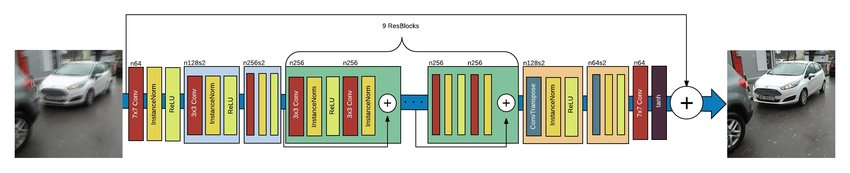 9 ResBlocks
n64
7x7 Conv
InstanceNorm
ReLU
n128s2
3x3 Conv
InstanceNorm
ReLU
n256s2
n256
n256
3x3 Conv
InstanceNorm
ReLU
3x3 Conv
InstanceNorm
+
...
n256
n256
+
n128s2
ConvTranspose
InstanceNorm
ReLU
n64s2
n64
7x7 Conv
tanh
+